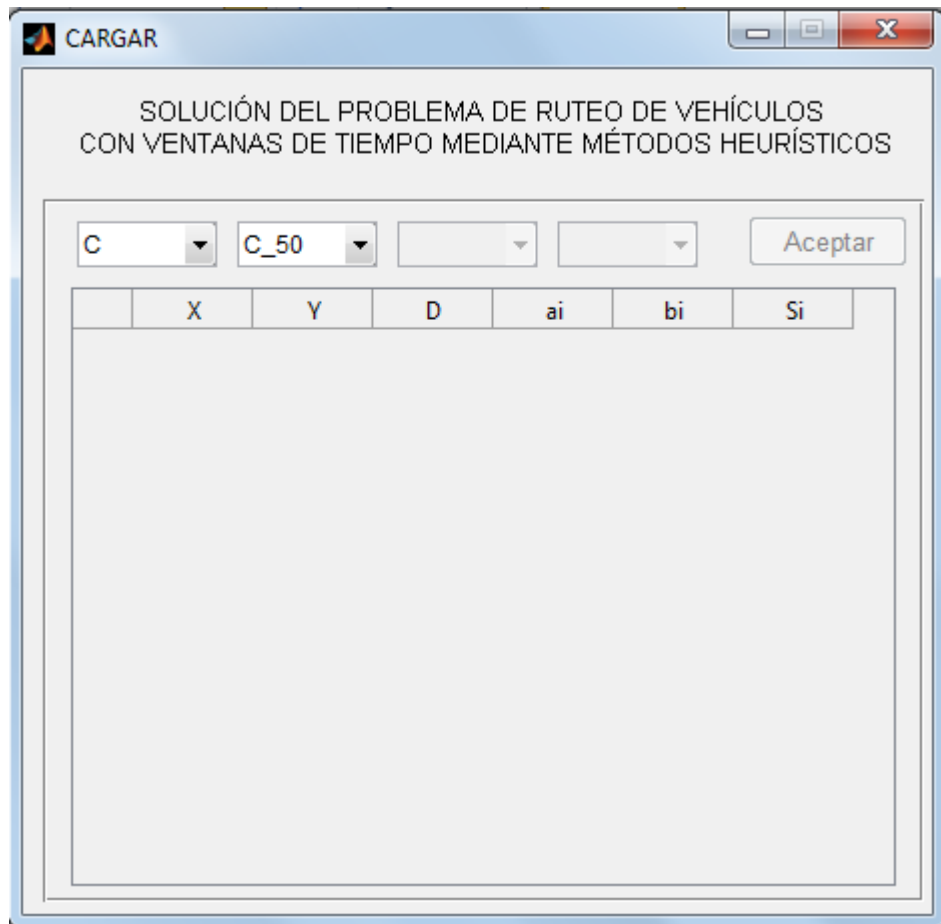 CARGAR
SOLUCIÓN DEL PROBLEMA DE RUTEO DE VEHÍCULOS
CON VENTANAS DE TIEMPO MEDIANTE MÉTODOS HEURÍSTICOS
C C_50 Aceptar
X Y D ai bi Si